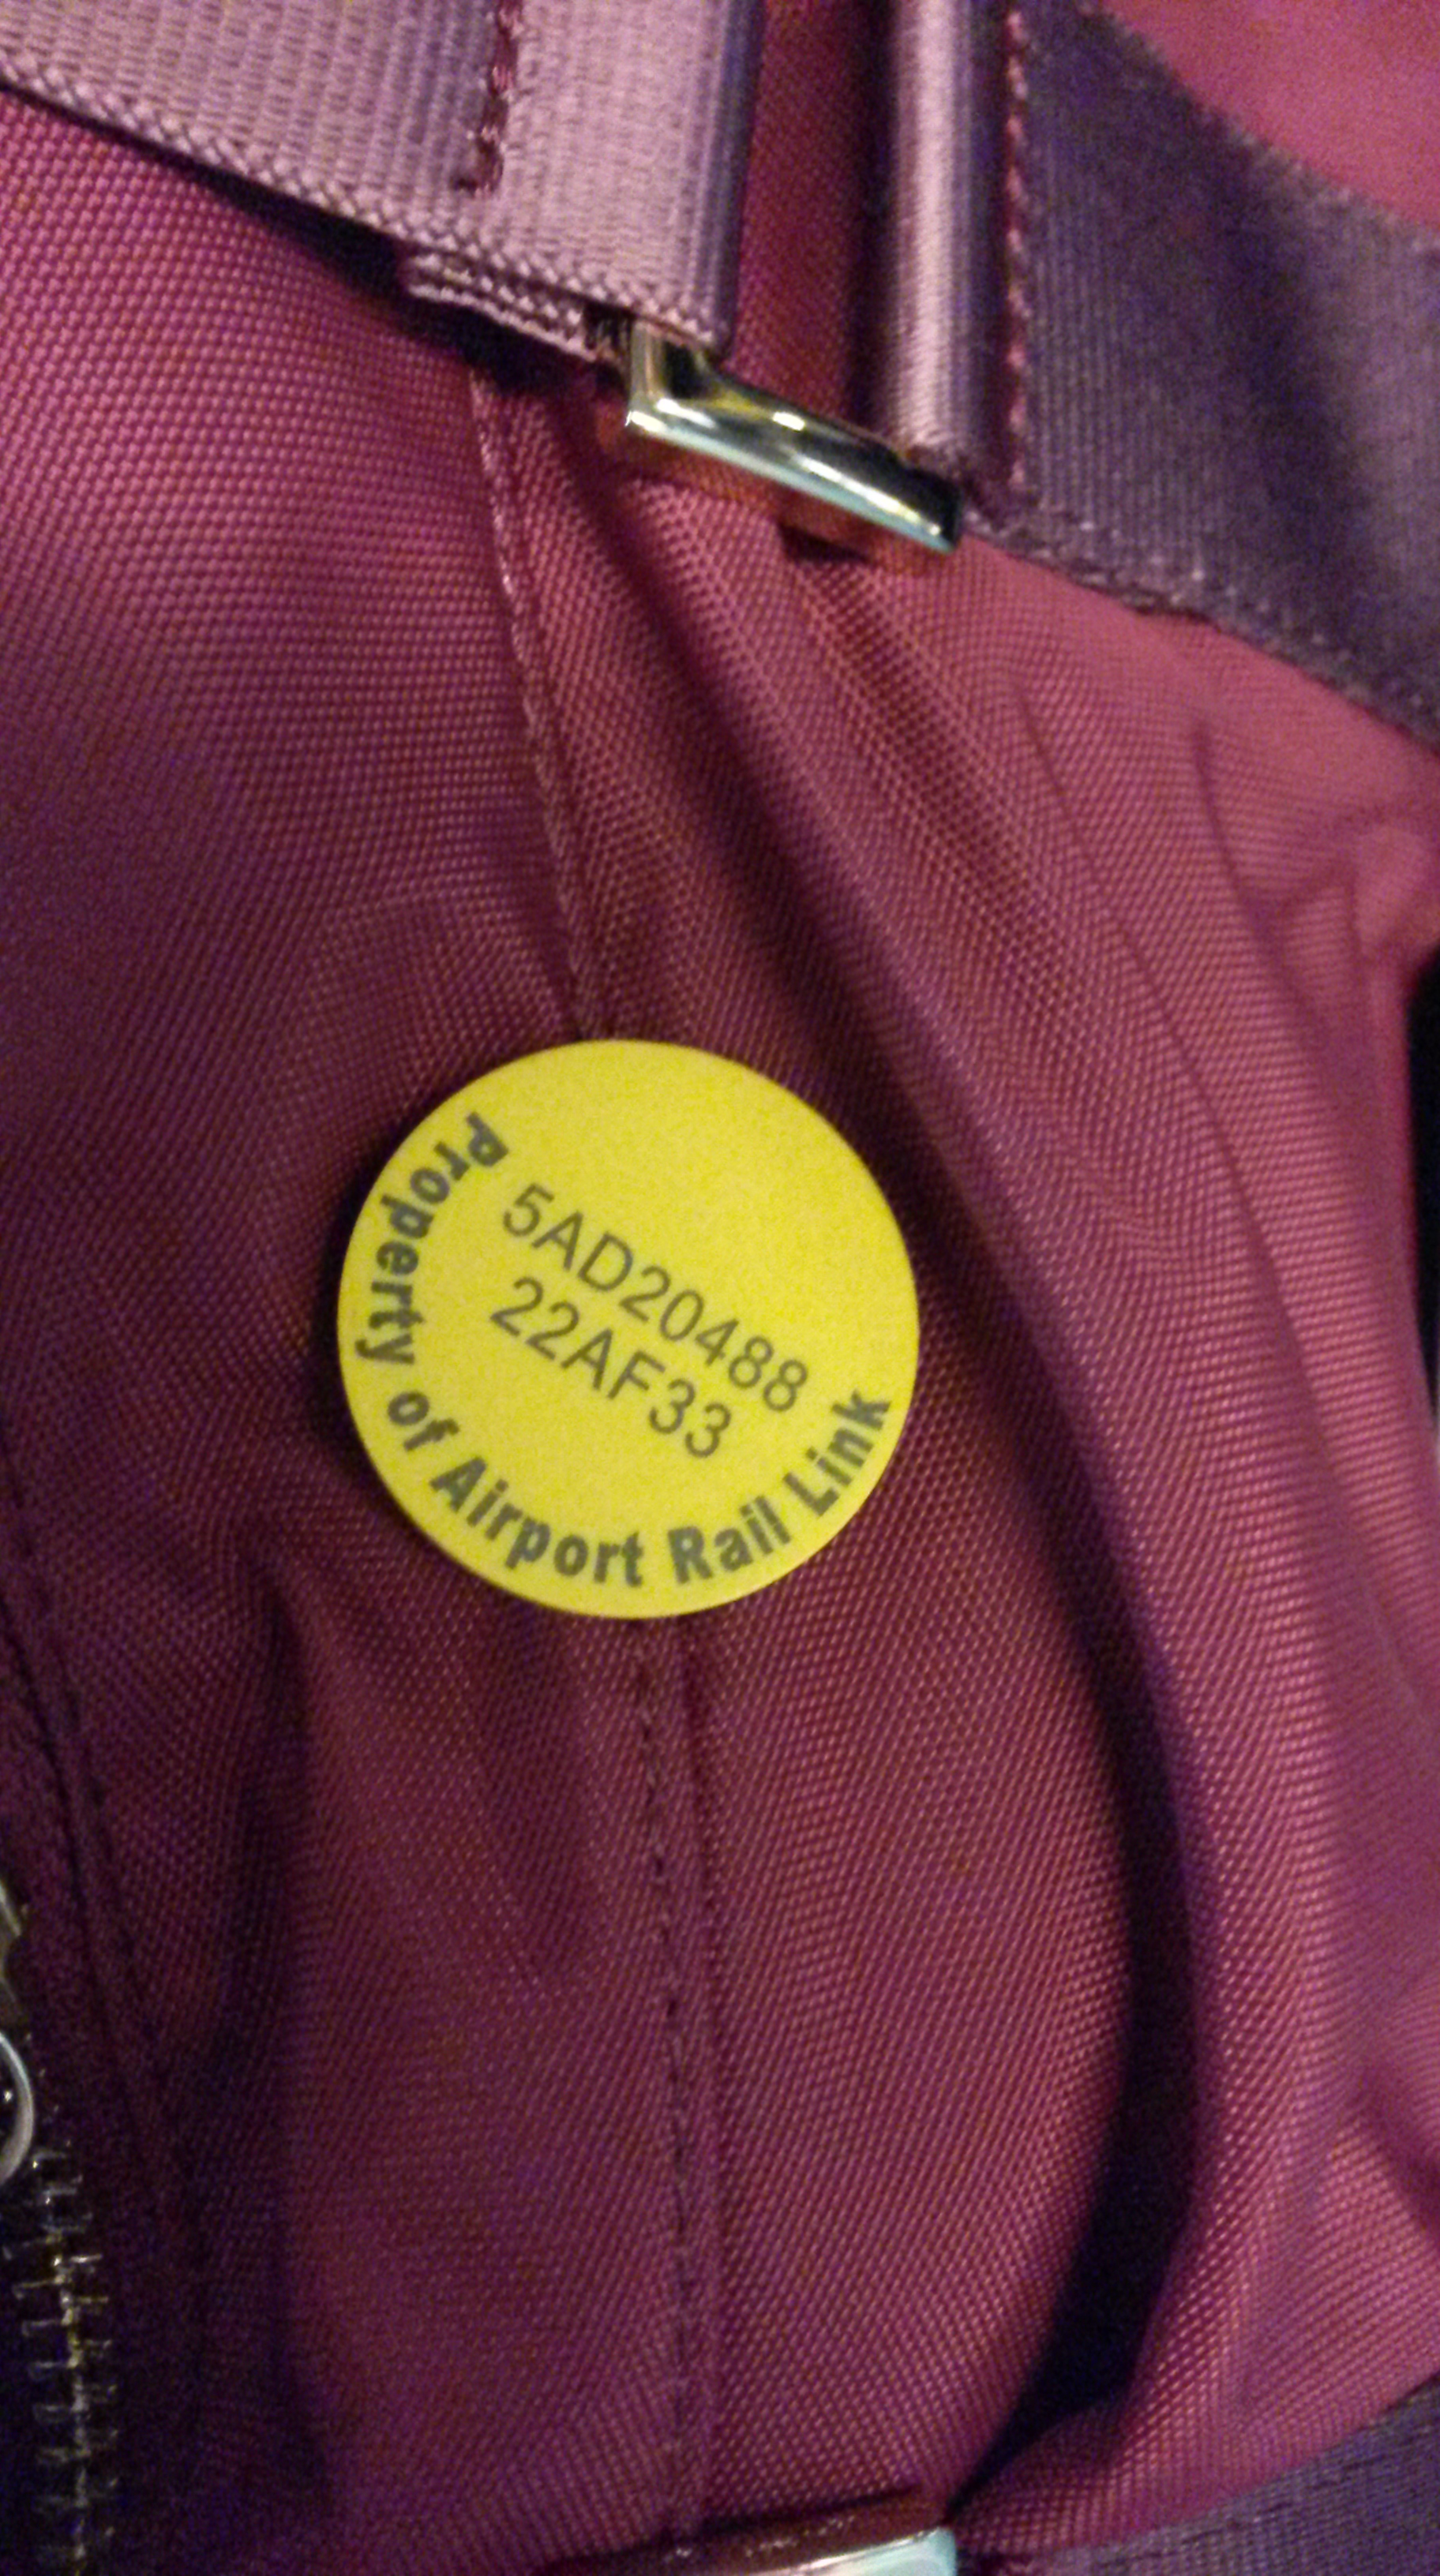 5AD20488
22AF33
Property of Airport Rail Link